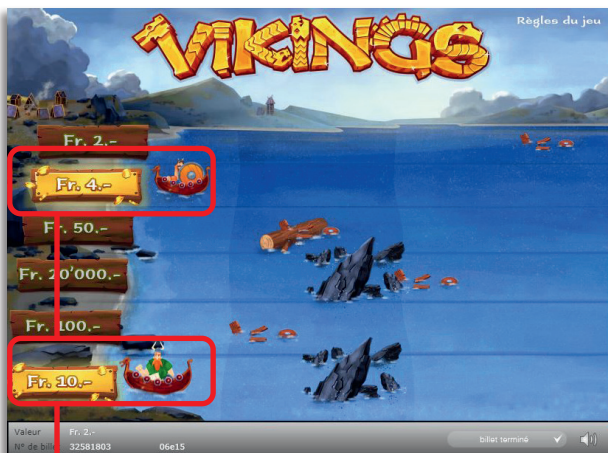 VIKINGS
Règles du jeu
Fr. 2.-
Fr. 4.-
Fr. 50.-
Fr. 20'000.-
Fr. 100.-
Fr. 10.-
Valeur Fr. 2.-
N° de billet 32581803 06e15
billet terminé